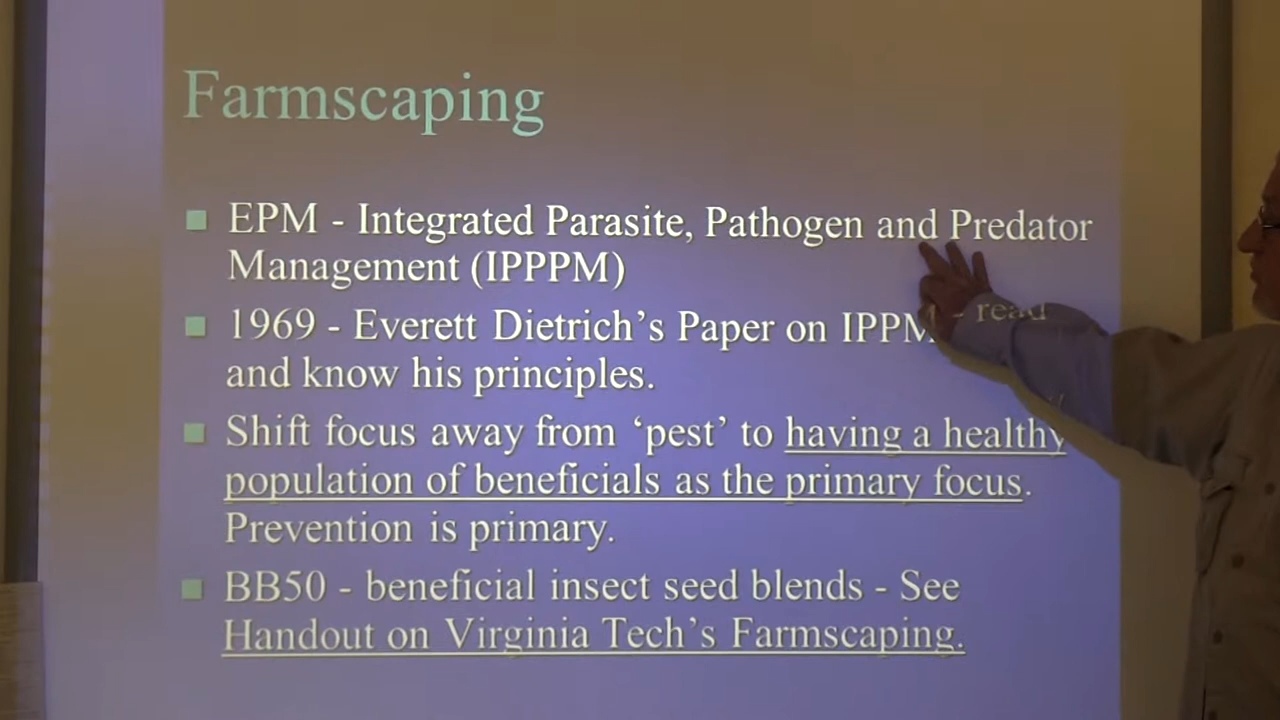 Farmscaping
EPM - Integrated Parasite, Pathogen and Predator
Management (IPPPM)
1969 - Everett Dietrich’s Paper on IPPM - read
and know his principles.
Shift focus away from ‘pest’ to having a healthy
population of beneficials as the primary focus.
Prevention is primary.
BB50 - beneficial insect seed blends - See
Handout on Virginia Tech’s Farmscaping.